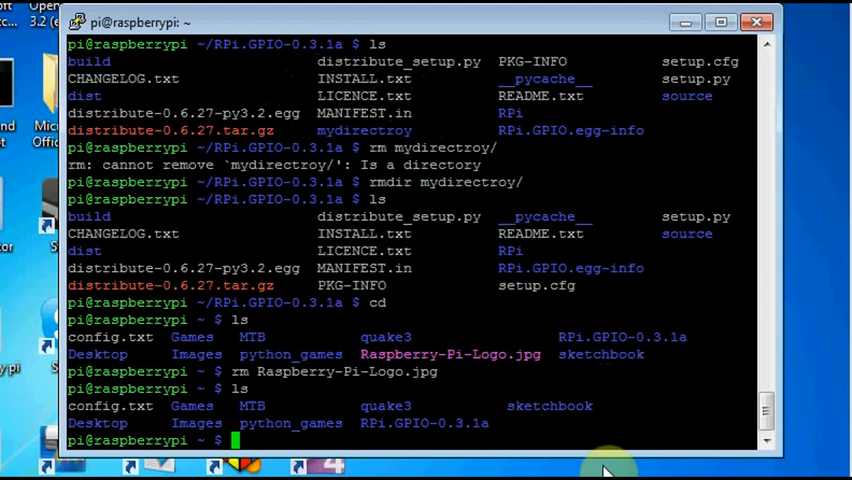 Oper
3.2 (e
pi@raspberrypi: ~
pi@raspberrypi ~/RPi.GPIO-0.3.1a $ ls
build distribute_setup.py PKG-INFO setup.cfg
CHANGELOG.txt INSTALL.txt __pycache__ setup.py
dist LICENCE.txt README.txt source
distribute-0.6.27-py3.2.egg MANIFEST.in RPi
distribute-0.6.27.tar.gz mydirectroy RPi.GPIO.egg-info
pi@raspberrypi ~/RPi.GPIO-0.3.1a $ rm mydirectroy/
rm: cannot remove `mydirectroy/': Is a directory
pi@raspberrypi ~/RPi.GPIO-0.3.1a $ rmdir mydirectroy/
pi@raspberrypi ~/RPi.GPIO-0.3.1a $ ls
build distribute_setup.py __pycache__ setup.py
CHANGELOG.txt INSTALL.txt README.txt source
dist LICENCE.txt RPi
distribute-0.6.27-py3.2.egg MANIFEST.in RPi.GPIO.egg-info
distribute-0.6.27.tar.gz PKG-INFO setup.cfg
pi@raspberrypi ~/RPi.GPIO-0.3.1a $ cd
pi@raspberrypi ~ $ ls
config.txt Games MTB quake3 RPi.GPIO-0.3.1a
Desktop Images python_games Raspberry-Pi-Logo.jpg sketchbook
pi@raspberrypi ~ $ rm Raspberry-Pi-Logo.jpg
pi@raspberrypi ~ $ ls
config.txt Games MTB quake3 sketchbook
Desktop Images python_games RPi.GPIO-0.3.1a
pi@raspberrypi ~ $